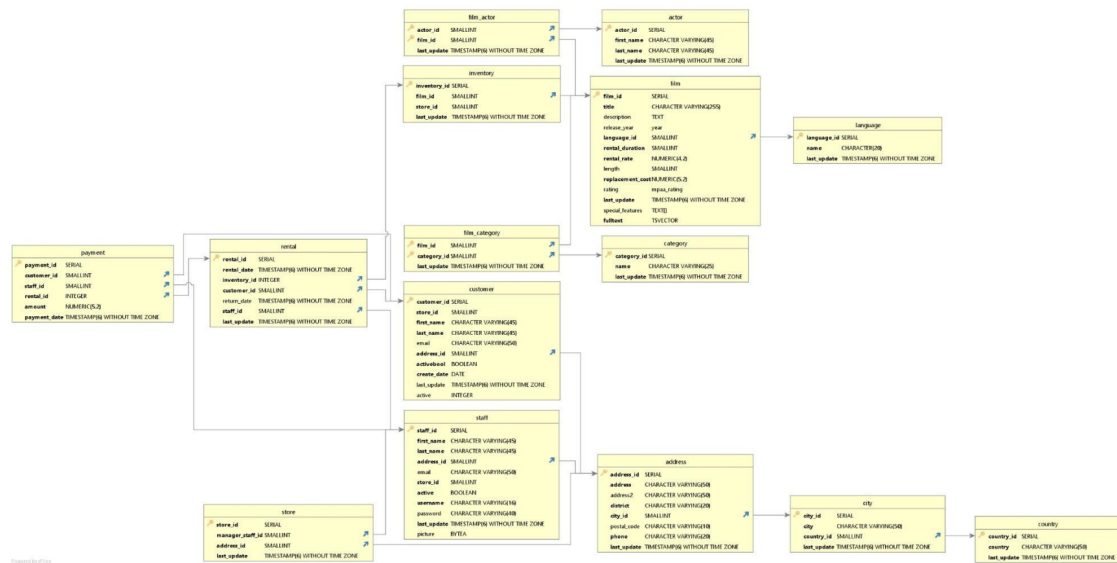 film_actor
actor_id SMALLINT
film_id SMALLINT
last_update TIMESTAMP(6) WITHOUT TIME ZONE
actor
actor_id SERIAL
first_name CHARACTER VARYING(45)
last_name CHARACTER VARYING(45)
last_update TIMESTAMP(6) WITHOUT TIME ZONE
inventory
inventory_id SERIAL
film_id SMALLINT
store_id SMALLINT
last_update TIMESTAMP(6) WITHOUT TIME ZONE
film
film_id SERIAL
title CHARACTER VARYING(255)
description TEXT
release_year year
language_id SMALLINT
rental_duration SMALLINT
rental_rate NUMERIC(4,2)
length SMALLINT
replacement_cost NUMERIC(5,2)
rating mpaa_rating
last_update TIMESTAMP(6) WITHOUT TIME ZONE
special_features TEXT[]
fulltext TSVECTOR
language
language_id SERIAL
name CHARACTER(20)
last_update TIMESTAMP(6) WITHOUT TIME ZONE
payment
payment_id SERIAL
customer_id SMALLINT
staff_id SMALLINT
rental_id INTEGER
amount NUMERIC(5,2)
payment_date TIMESTAMP(6) WITHOUT TIME ZONE
rental
rental_id SERIAL
rental_date TIMESTAMP(6) WITHOUT TIME ZONE
inventory_id INTEGER
customer_id SMALLINT
return_date TIMESTAMP(6) WITHOUT TIME ZONE
staff_id SMALLINT
last_update TIMESTAMP(6) WITHOUT TIME ZONE
film_category
film_id SMALLINT
category_id SMALLINT
last_update TIMESTAMP(6) WITHOUT TIME ZONE
category
category_id SERIAL
name CHARACTER VARYING(25)
last_update TIMESTAMP(6) WITHOUT TIME ZONE
customer
customer_id SERIAL
store_id SMALLINT
first_name CHARACTER VARYING(45)
last_name CHARACTER VARYING(45)
email CHARACTER VARYING(50)
address_id SMALLINT
activebool BOOLEAN
create_date DATE
last_update TIMESTAMP(6) WITHOUT TIME ZONE
active INTEGER
staff
staff_id SERIAL
first_name CHARACTER VARYING(45)
last_name CHARACTER VARYING(45)
address_id SMALLINT
email CHARACTER VARYING(50)
store_id SMALLINT
active BOOLEAN
username CHARACTER VARYING(16)
password CHARACTER VARYING(40)
last_update TIMESTAMP(6) WITHOUT TIME ZONE
picture BYTEA
store
store_id SERIAL
manager_staff_id SMALLINT
address_id SMALLINT
last_update TIMESTAMP(6) WITHOUT TIME ZONE
address
address_id SERIAL
address CHARACTER VARYING(50)
address2 CHARACTER VARYING(50)
district CHARACTER VARYING(20)
city_id SMALLINT
postal_code CHARACTER VARYING(10)
phone CHARACTER VARYING(20)
last_update TIMESTAMP(6) WITHOUT TIME ZONE
city
city_id SERIAL
city CHARACTER VARYING(50)
country_id SMALLINT
last_update TIMESTAMP(6) WITHOUT TIME ZONE
country
country_id SERIAL
country CHARACTER VARYING(50)
last_update TIMESTAMP(6) WITHOUT TIME ZONE